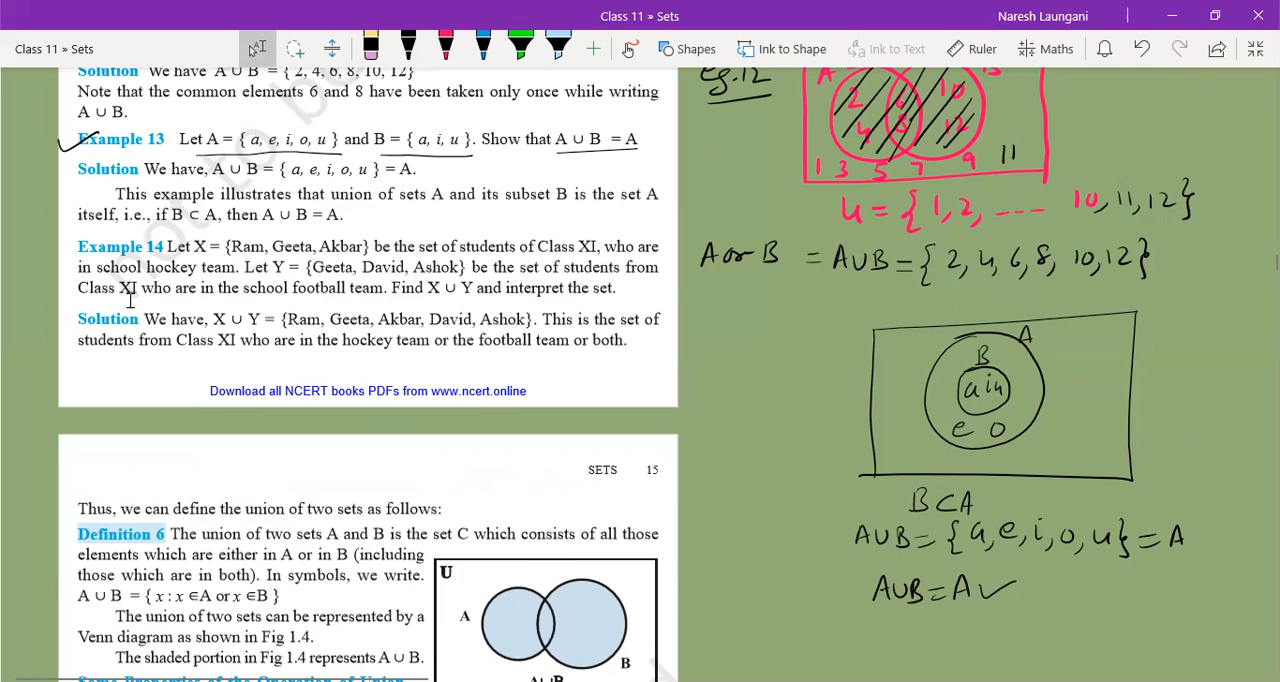 Class 11 » Sets
Naresh Laungani
Class 11 » Sets
Shapes
Ink to Shape
Ink to Text
Ruler
Maths
Solution We have A ∪ B = { 2, 4, 6, 8, 10, 12}
Note that the common elements 6 and 8 have been taken only once while writing
A ∪ B.
Example 13 Let A = { a, e, i, o, u } and B = { a, i, u }. Show that A ∪ B = A
Solution We have, A ∪ B = { a, e, i, o, u } = A.
This example illustrates that union of sets A and its subset B is the set A
itself, i.e., if B ⊂ A, then A ∪ B = A.
Example 14 Let X = {Ram, Geeta, Akbar} be the set of students of Class XI, who are
in school hockey team. Let Y = {Geeta, David, Ashok} be the set of students from
Class XI who are in the school football team. Find X ∪ Y and interpret the set.
Solution We have, X ∪ Y = {Ram, Geeta, Akbar, David, Ashok}. This is the set of
students from Class XI who are in the hockey team or the football team or both.
Download all NCERT books PDFs from www.ncert.online
SETS 15
Thus, we can define the union of two sets as follows:
Definition 6 The union of two sets A and B is the set C which consists of all those
elements which are either in A or in B (including
those which are in both). In symbols, we write.
A ∪ B = { x : x ∈A or x ∈B }
The union of two sets can be represented by a
Venn diagram as shown in Fig 1.4.
The shaded portion in Fig 1.4 represents A ∪ B.
U
A
B
A ∪ B
Some Properties of the Operation of Union
not to b
Eg.12
A
B
2
6
10
4
8
12
1 3 5 7 9 11
U = {1,2, .... 10,11,12}
A or B = A∪B = { 2, 4, 6, 8, 10,12}
A
B
a i u
e o
B⊂A
A∪B = {a,e,i,o,u} = A
A∪B = A ✓